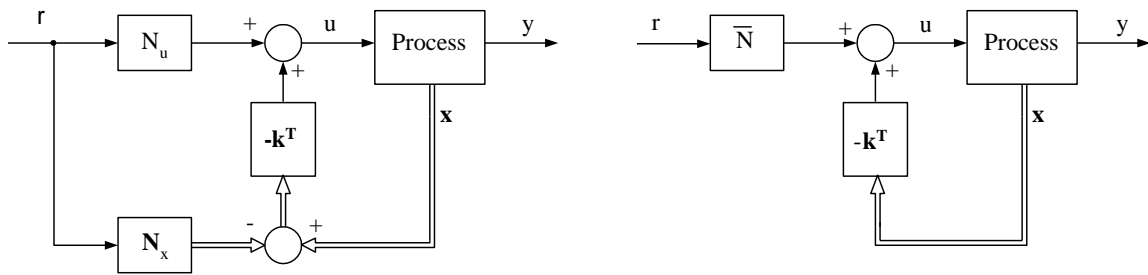 r
N_u
+
u
Process
y
+
x
-k^T
N_x
-
+
r
N̅
+
u
Process
y
+
x
-k^T